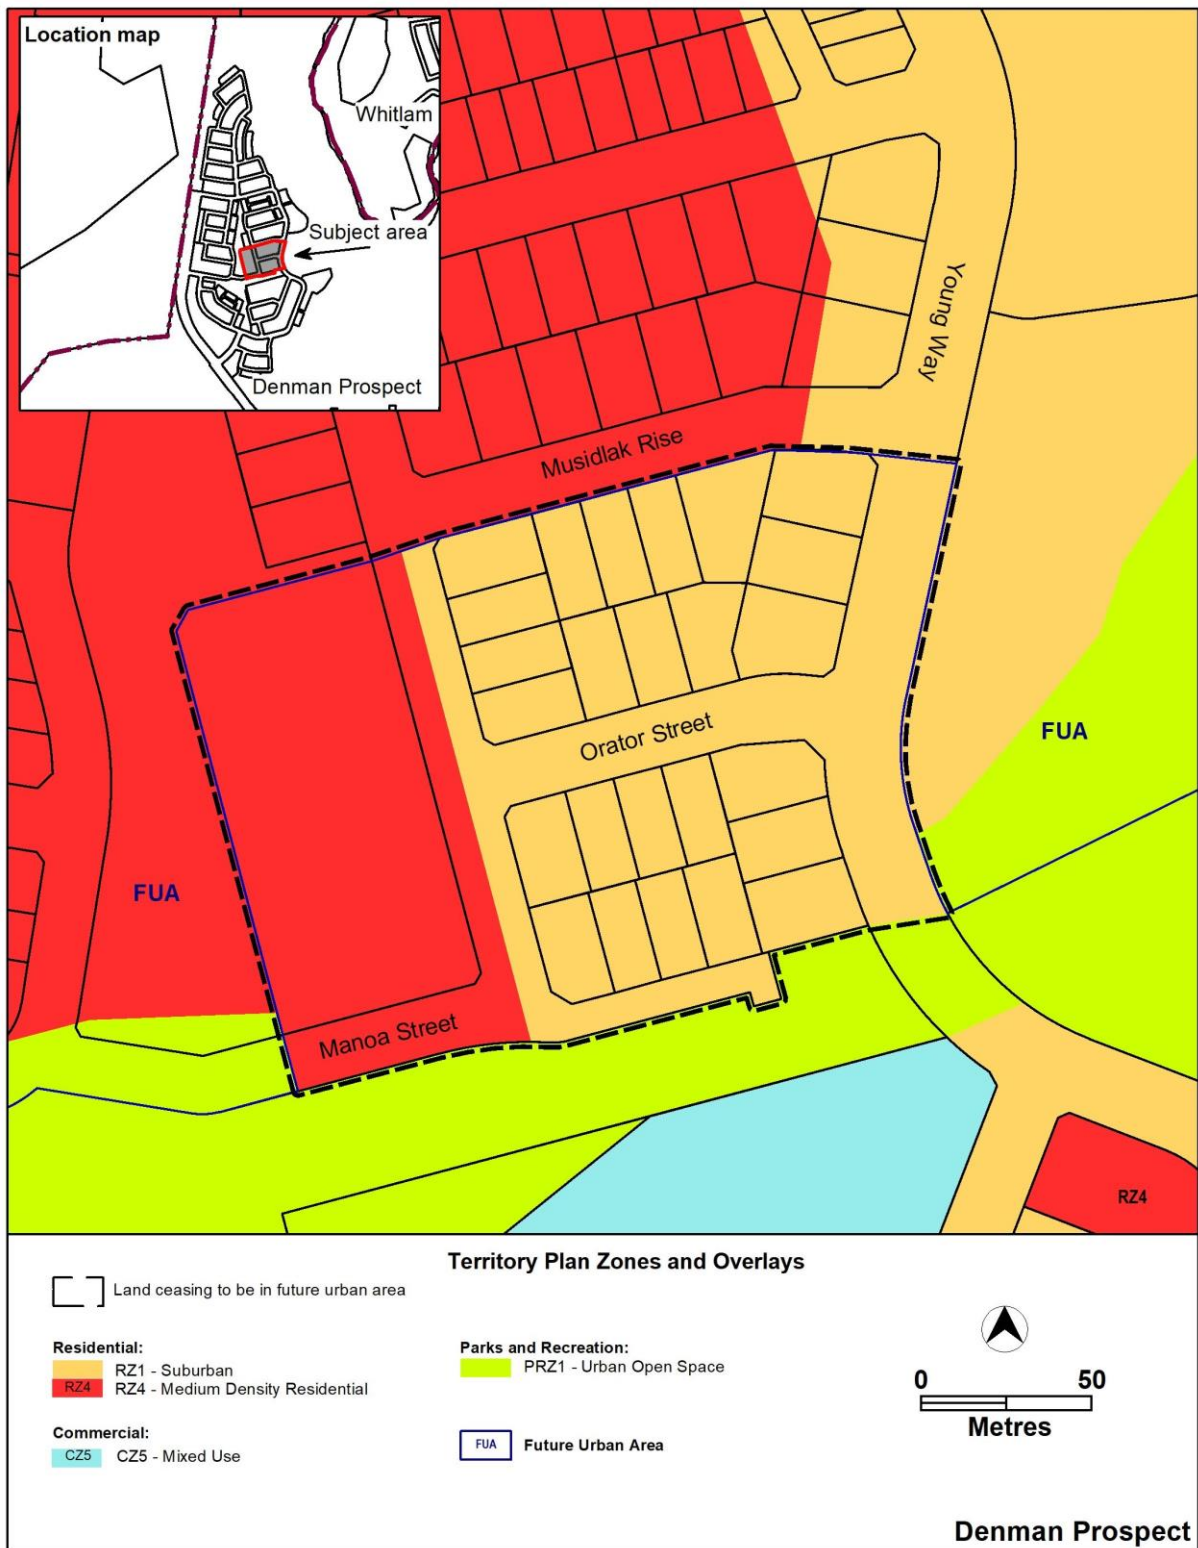 Location map
Whitlam
Subject area
Denman Prospect
Young Way
Musidlak Rise
Orator Street
FUA
FUA
Manoa Street
RZ4
Territory Plan Zones and Overlays
Land ceasing to be in future urban area
Residential:
RZ1 - Suburban
RZ4 RZ4 - Medium Density Residential
Commercial:
CZ5 CZ5 - Mixed Use
Parks and Recreation:
PRZ1 - Urban Open Space
FUA Future Urban Area
0 50
Metres
Denman Prospect